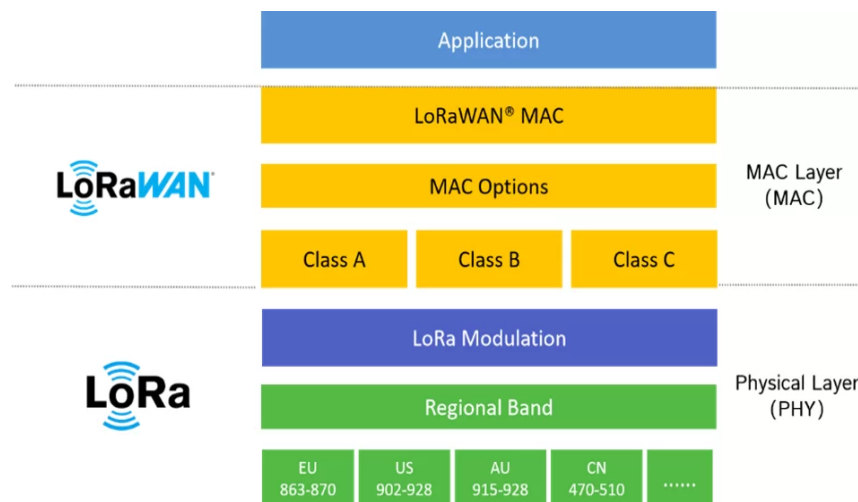 Application
LoRaWAN® MAC
LoRaWAN
MAC Options
MAC Layer
(MAC)
Class A
Class B
Class C
LoRa Modulation
LoRa
Regional Band
Physical Layer
(PHY)
EU
863-870
US
902-928
AU
915-928
CN
470-510
......